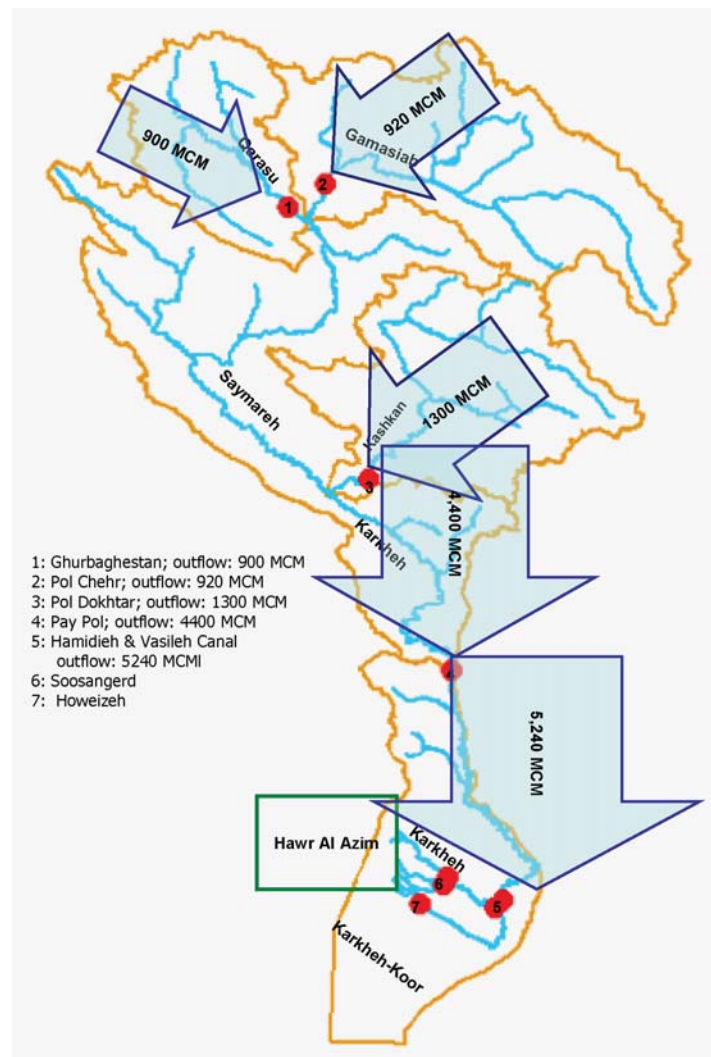 920 MCM
Gamasiab
900 MCM
Qarasu
2
1
Saymareh
Kashkan
1300 MCM
3
4,400 MCM
Karkheh
1: Ghurbaghestan; outflow: 900 MCM
2: Pol Chehr; outflow: 920 MCM
3: Pol Dokhtar; outflow: 1300 MCM
4: Pay Pol; outflow: 4400 MCM
5: Hamidieh & Vasileh Canal
outflow: 5240 MCMl
6: Soosangerd
7: Howeizeh
4
5,240 MCM
Hawr Al Azim
Karkheh
6
5
7
Karkheh-Koor